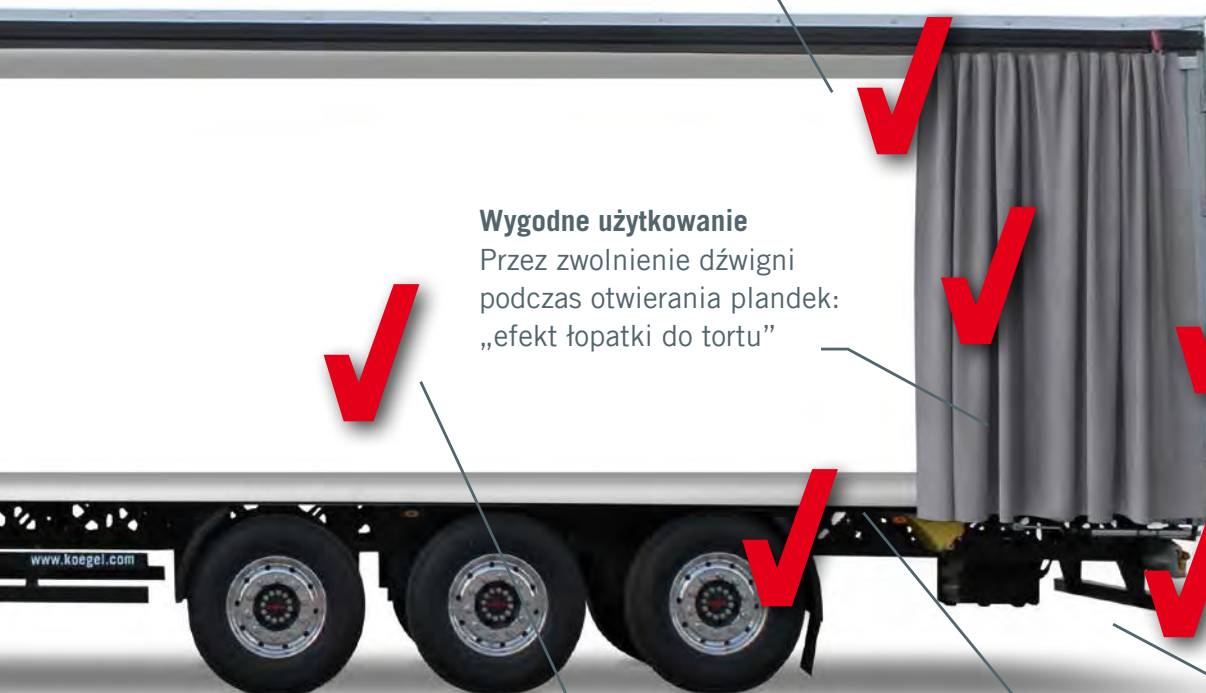 Wygodne użytkowanie
Przez zwolnienie dźwigni
podczas otwierania plandek:
„efekt łopatki do tortu”
www.koegel.com